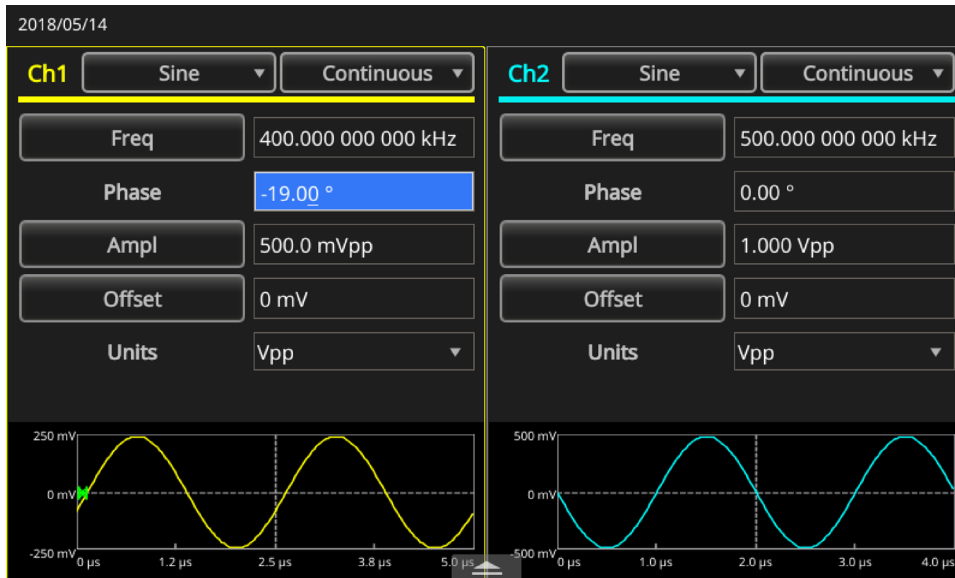 2018/05/14
Ch1 Sine Continuous
Freq 400.000 000 000 kHz
Phase -19.00 °
Ampl 500.0 mVpp
Offset 0 mV
Units Vpp
250 mV
0 mV
-250 mV
0 µs 1.2 µs 2.5 µs 3.8 µs 5.0 µs
Ch2 Sine Continuous
Freq 500.000 000 000 kHz
Phase 0.00 °
Ampl 1.000 Vpp
Offset 0 mV
Units Vpp
500 mV
0 mV
-500 mV
0 µs 1.0 µs 2.0 µs 3.0 µs 4.0 µs